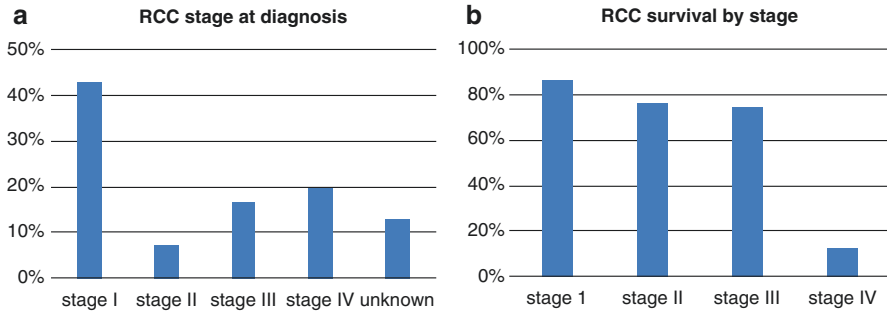 a
RCC stage at diagnosis
50%
40%
30%
20%
10%
0%
stage I stage II stage III stage IV unknown
b
RCC survival by stage
100%
80%
60%
40%
20%
0%
stage 1 stage II stage III stage IV